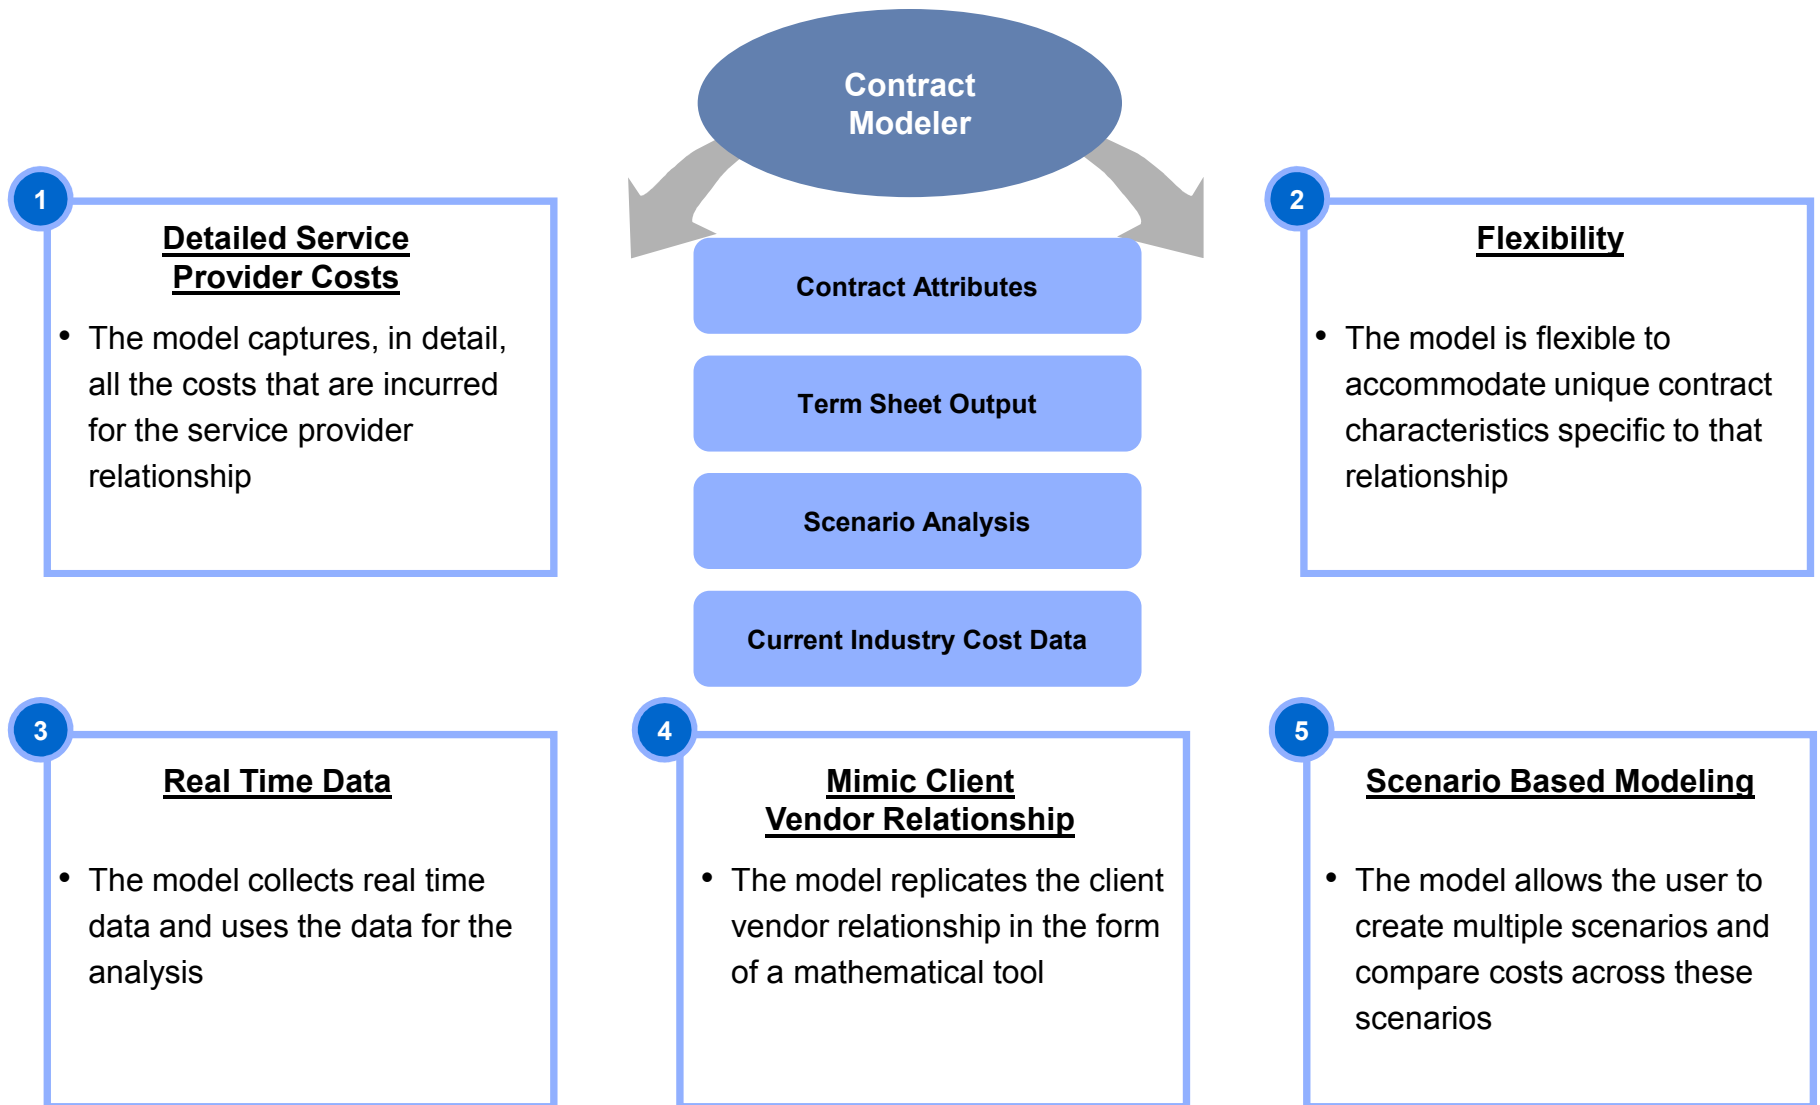 Contract
Modeler
1
Detailed Service
Provider Costs
• The model captures, in detail,
all the costs that are incurred
for the service provider
relationship
Contract Attributes
Term Sheet Output
Scenario Analysis
Current Industry Cost Data
2
Flexibility
• The model is flexible to
accommodate unique contract
characteristics specific to that
relationship
3
Real Time Data
• The model collects real time
data and uses the data for the
analysis
4
Mimic Client
Vendor Relationship
• The model replicates the client
vendor relationship in the form
of a mathematical tool
5
Scenario Based Modeling
• The model allows the user to
create multiple scenarios and
compare costs across these
scenarios